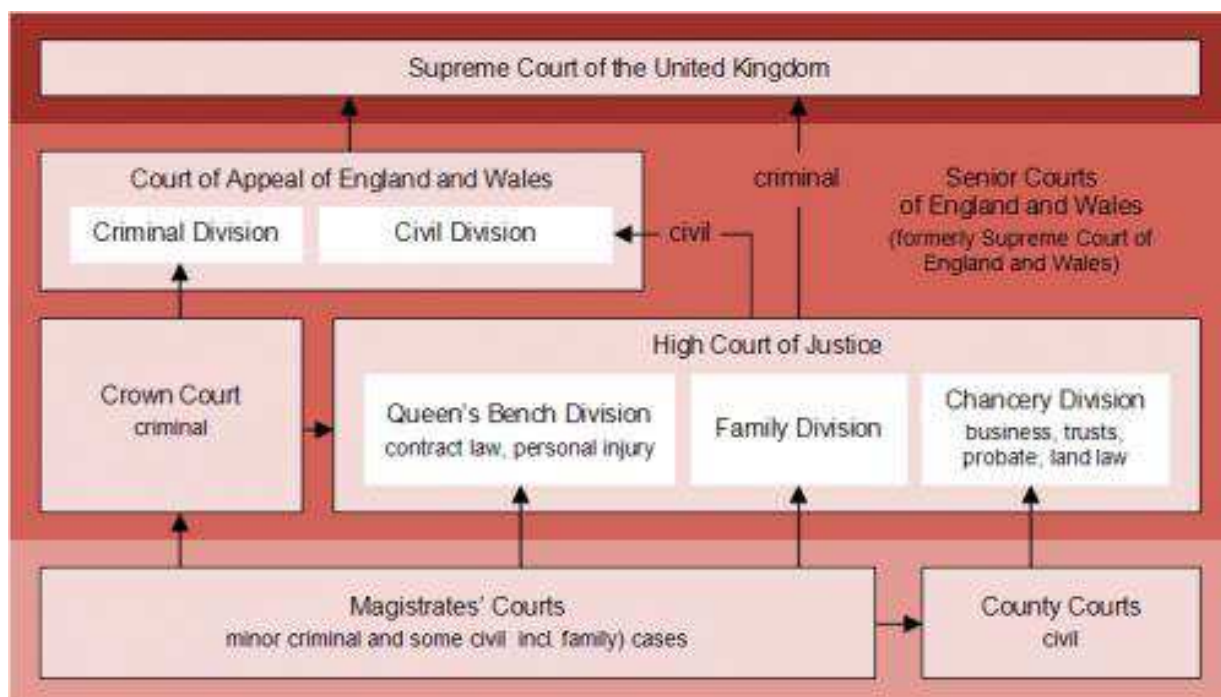 Supreme Court of the United Kingdom
Court of Appeal of England and Wales
Criminal Division
Civil Division
civil
criminal
Senior Courts
of England and Wales
(formerly Supreme Court of
England and Wales)
Crown Court
criminal
High Court of Justice
Queen's Bench Division
contract law, personal injury
Family Division
Chancery Division
business, trusts,
probate, land law
Magistrates' Courts
minor criminal and some civil incl. family) cases
County Courts
civil